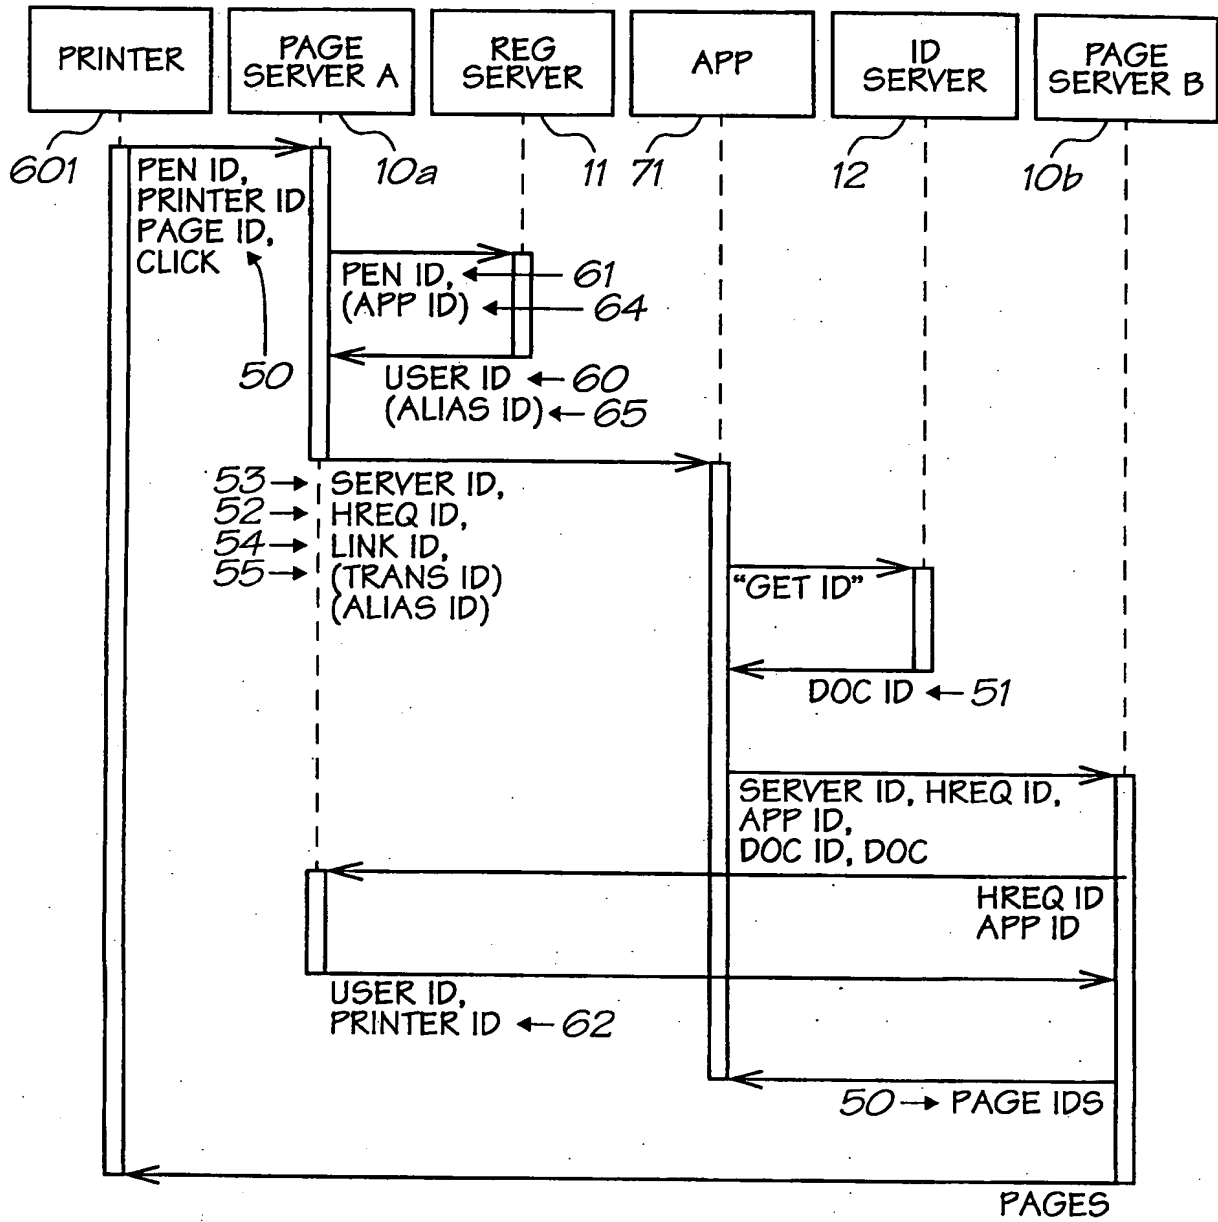 PRINTER
PAGE
SERVER A
REG
SERVER
APP
ID
SERVER
PAGE
SERVER B
601
10a
11
71
12
10b
PEN ID,
PRINTER ID
PAGE ID,
CLICK
50
PEN ID,
61
(APP ID)
64
USER ID
60
(ALIAS ID)
65
53
SERVER ID,
52
HREQ ID,
54
LINK ID,
55
(TRANS ID)
(ALIAS ID)
"GET ID"
DOC ID
51
SERVER ID, HREQ ID,
APP ID,
DOC ID, DOC
HREQ ID
APP ID
USER ID,
PRINTER ID
62
50
PAGE IDS
PAGES